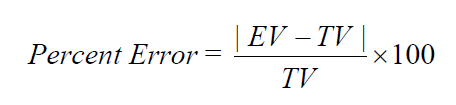 Percent Error = | EV – TV | / TV × 100